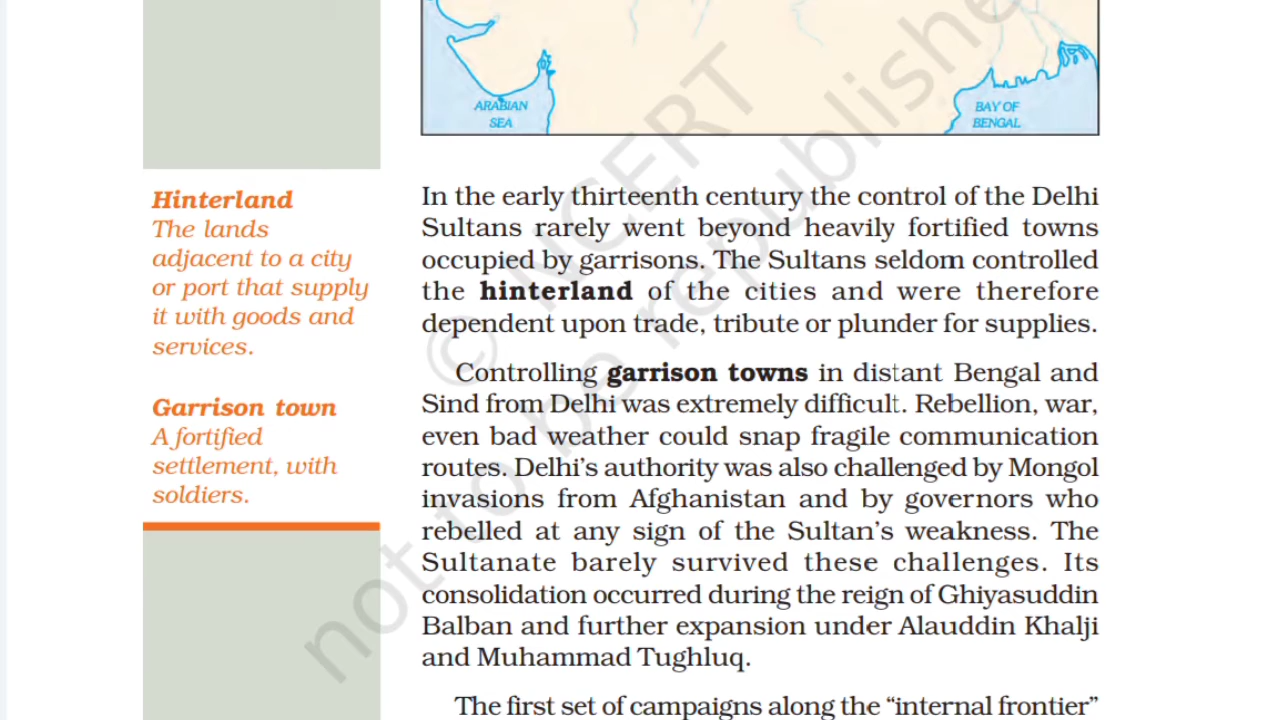 ARABIAN
SEA
BAY OF
BENGAL
Hinterland
The lands
adjacent to a city
or port that supply
it with goods and
services.
Garrison town
A fortified
settlement, with
soldiers.
In the early thirteenth century the control of the Delhi
Sultans rarely went beyond heavily fortified towns
occupied by garrisons. The Sultans seldom controlled
the hinterland of the cities and were therefore
dependent upon trade, tribute or plunder for supplies.
Controlling garrison towns in distant Bengal and
Sind from Delhi was extremely difficult. Rebellion, war,
even bad weather could snap fragile communication
routes. Delhi's authority was also challenged by Mongol
invasions from Afghanistan and by governors who
rebelled at any sign of the Sultan's weakness. The
Sultanate barely survived these challenges. Its
consolidation occurred during the reign of Ghiyasuddin
Balban and further expansion under Alauddin Khalji
and Muhammad Tughluq.
The first set of campaigns along the “internal frontier”
© NCERT
not to be republishe